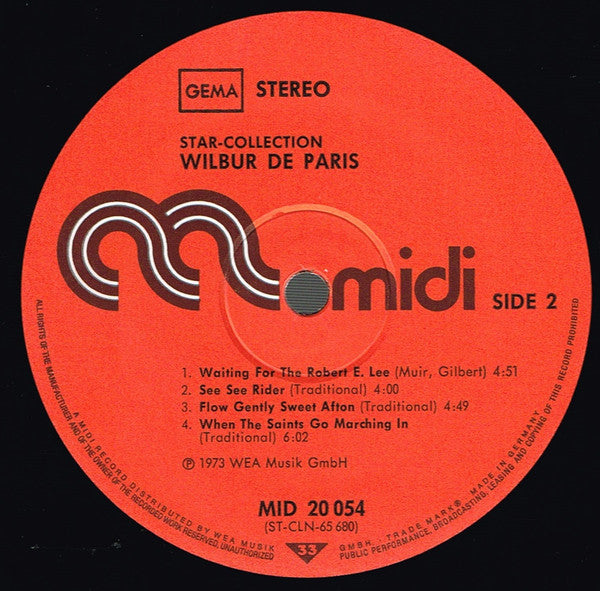 GEMA STEREO
STAR-COLLECTION
WILBUR DE PARIS
midi SIDE 2
1. Waiting For The Robert E. Lee (Muir, Gilbert) 4:51
2. See See Rider (Traditional) 4:00
3. Flow Gently Sweet Afton (Traditional) 4:49
4. When The Saints Go Marching In
(Traditional) 6:02
℗ 1973 WEA Musik GmbH
MID 20 054
(ST-CLN-65 680)
33
A MIDI RECORD DISTRIBUTED BY WEA MUSIK GMBH. · TRADE MARK® MADE IN GERMANY
ALL RIGHTS OF THE MANUFACTURER AND OF THE OWNER OF THE RECORDED WORK RESERVED. UNAUTHORIZED PUBLIC PERFORMANCE, BROADCASTING, LEASING AND COPYING OF THIS RECORD PROHIBITED